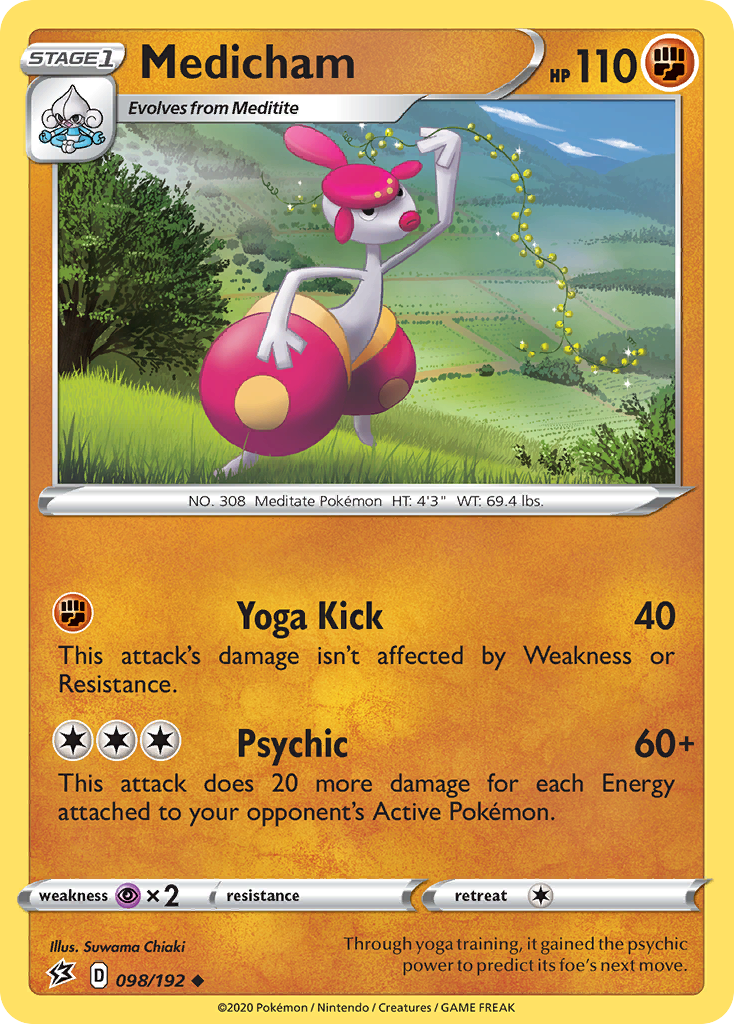 STAGE 1
Medicham
HP 110
Evolves from Meditite
NO. 308 Meditate Pokémon HT: 4'3" WT: 69.4 lbs.
Yoga Kick 40
This attack's damage isn't affected by Weakness or
Resistance.
Psychic 60+
This attack does 20 more damage for each Energy
attached to your opponent's Active Pokémon.
weakness ×2 resistance retreat
Illus. Suwama Chiaki
D 098/192
Through yoga training, it gained the psychic
power to predict its foe's next move.
©2020 Pokémon / Nintendo / Creatures / GAME FREAK